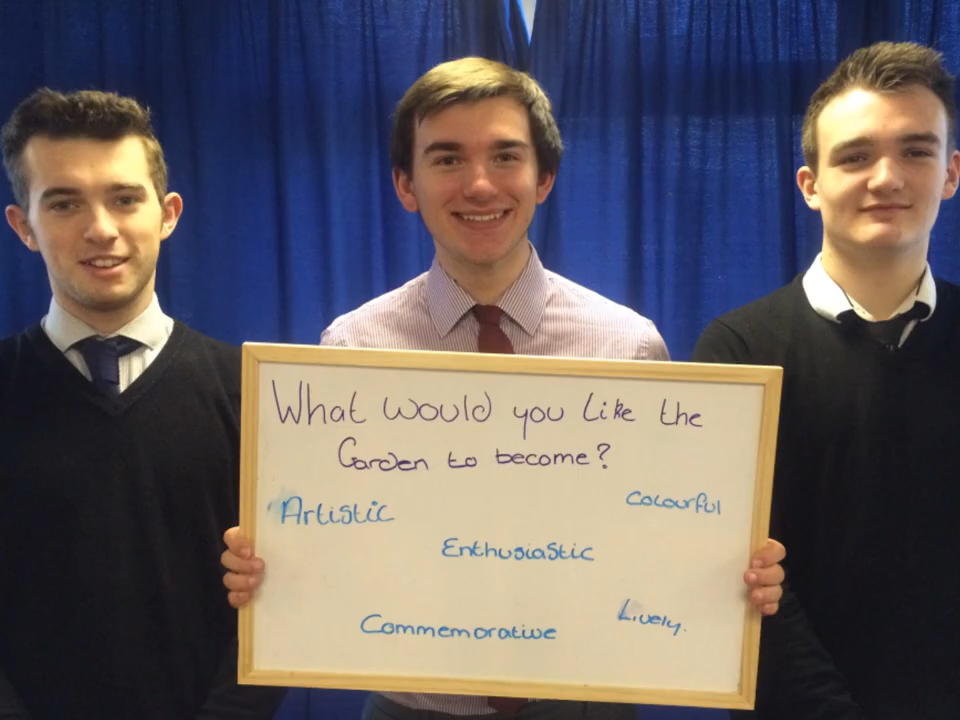 What would you like the
Garden to become?
Artistic
Colourful
Enthusiastic
Commemorative
Lively.